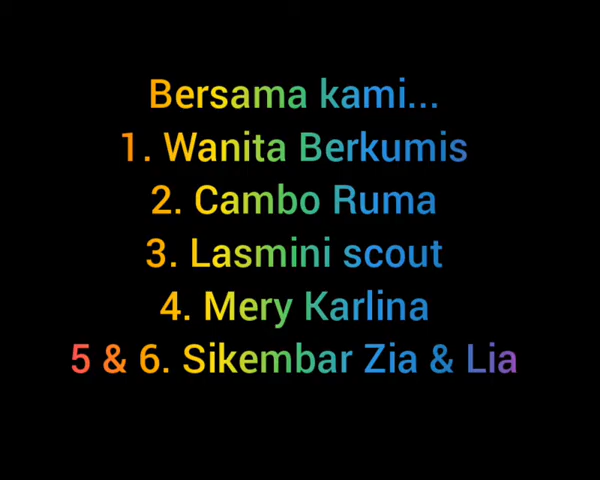 Bersama kami...
1. Wanita Berkumis
2. Cambo Ruma
3. Lasmini scout
4. Mery Karlina
5 & 6. Sikembar Zia & Lia